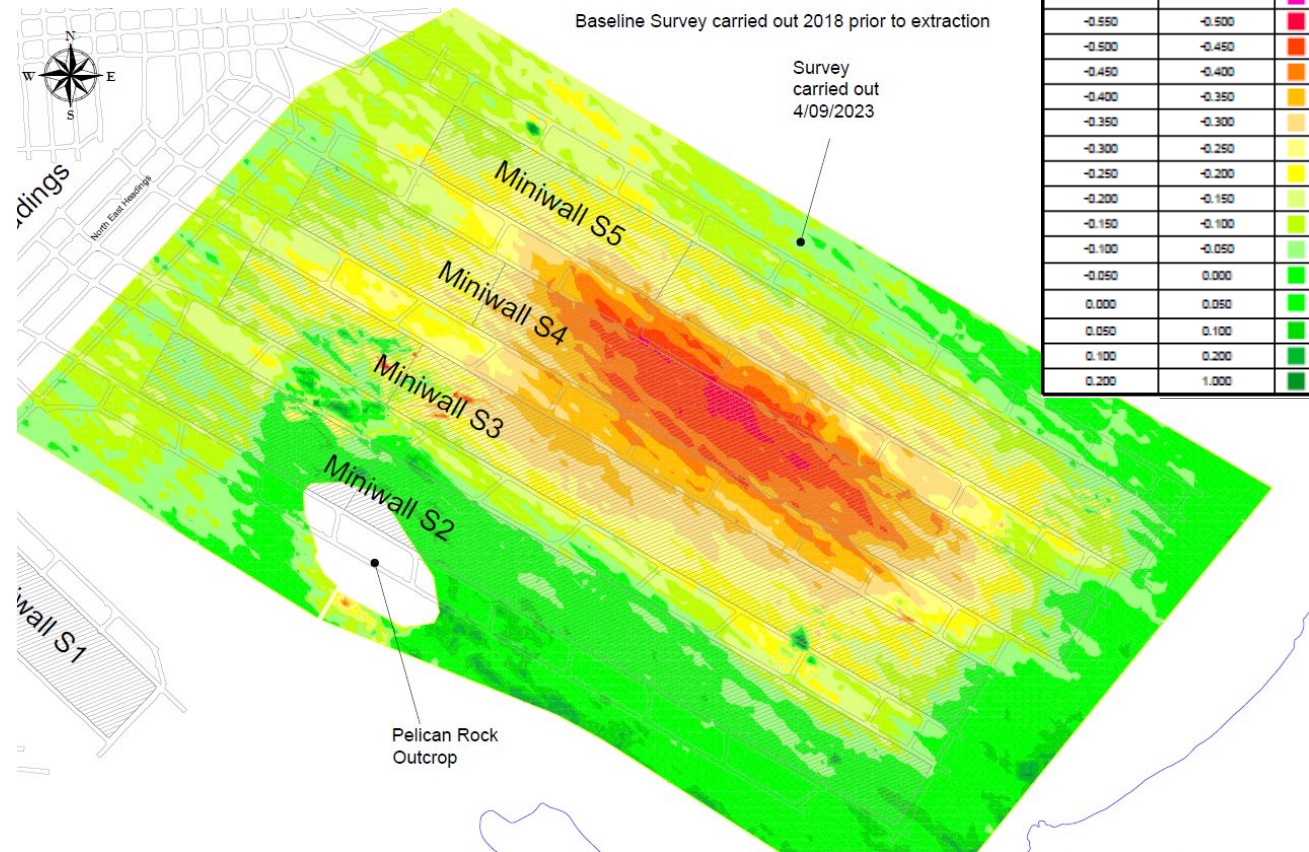 Baseline Survey carried out 2018 prior to extraction
N
W
E
S
Survey
carried out
4/09/2023
-0.550 -0.500
-0.500 -0.450
-0.450 -0.400
-0.400 -0.350
-0.350 -0.300
-0.300 -0.250
-0.250 -0.200
-0.200 -0.150
-0.150 -0.100
-0.100 -0.050
-0.050 0.000
0.000 0.050
0.050 0.100
0.100 0.200
0.200 1.000
dings
North East Headings
Miniwall S5
Miniwall S4
Miniwall S3
Miniwall S2
wall S1
Pelican Rock
Outcrop